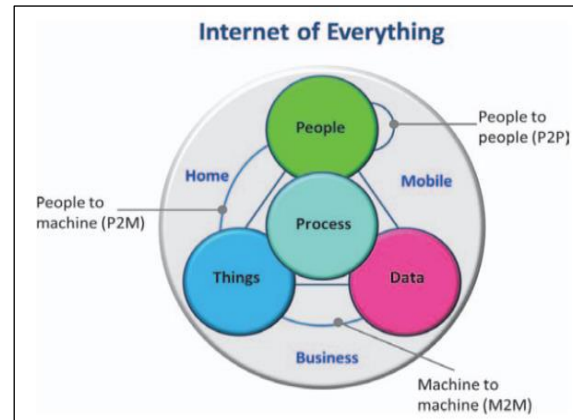 Internet of Everything
People
People to
people (P2P)
Home
Mobile
People to
machine (P2M)
Process
Things
Data
Business
Machine to
machine (M2M)